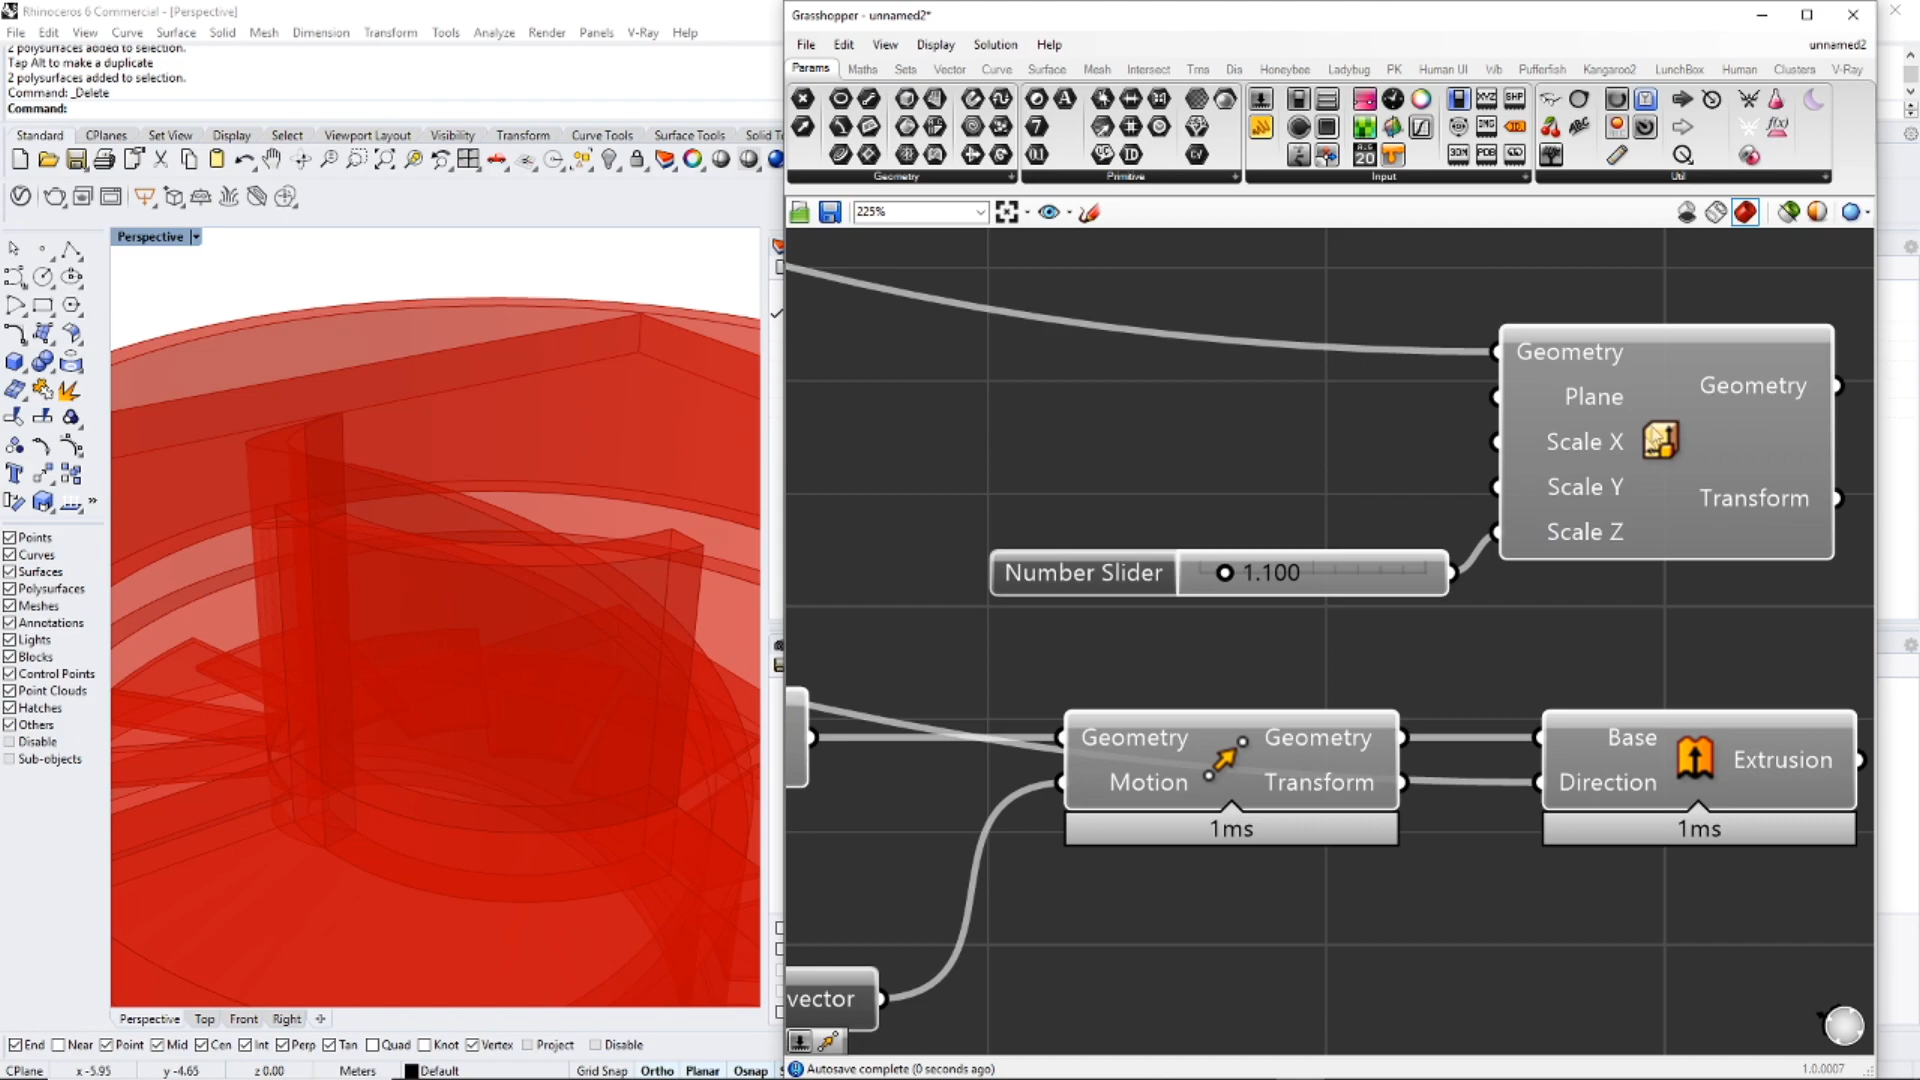 Rhinoceros 6 Commercial - [Perspective]
File Edit View Curve Surface Solid Mesh Dimension Transform Tools Analyze Render Panels V-Ray Help
2 polysurfaces added to selection.
Tap Alt to make a duplicate
2 polysurfaces added to selection.
Command: _Delete
Command:
Standard CPlanes Set View Display Select Viewport Layout Visibility Transform Curve Tools Surface Tools Solid T
Perspective
Points
Curves
Surfaces
Polysurfaces
Meshes
Annotations
Lights
Blocks
Control Points
Point Clouds
Hatches
Others
Disable
Sub-objects
Perspective Top Front Right
End Near Point Mid Cen Int Perp Tan Quad Knot Vertex Project Disable
CPlane x -5.95 y -4.65 z 0.00 Meters Default Grid Snap Ortho Planar Osnap
Grasshopper - unnamed2*
File Edit View Display Solution Help unnamed2
Params Maths Sets Vector Curve Surface Mesh Intersect Trns Dis Honeybee Ladybug PK Human UI Wb Pufferfish Kangaroo2 LunchBox Human Clusters V-Ray
Geometry Primitive Input Util
225%
Geometry
Plane
Scale X
Scale Y
Scale Z
Geometry
Transform
Number Slider 1.100
Geometry Geometry
Motion Transform
1ms
Base
Direction
Extrusion
1ms
vector
Autosave complete (0 seconds ago) 1.0.0007